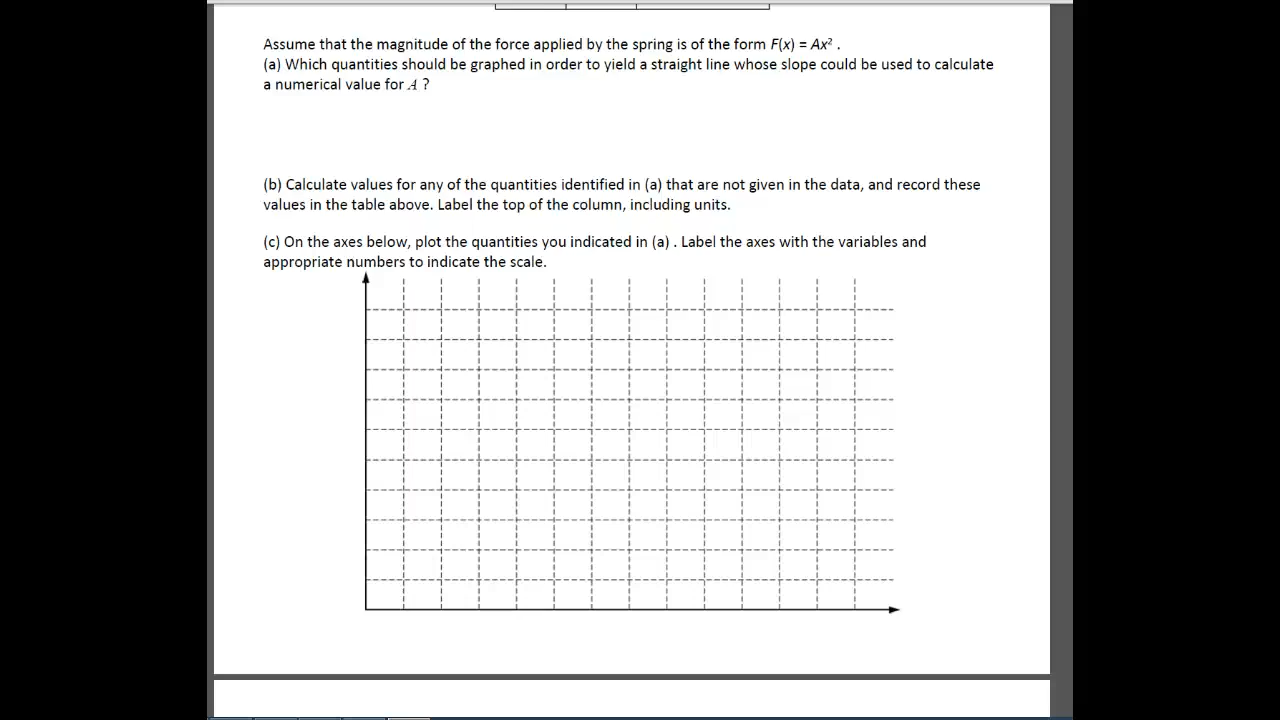 Assume that the magnitude of the force applied by the spring is of the form F(x) = Ax² .
(a) Which quantities should be graphed in order to yield a straight line whose slope could be used to calculate
a numerical value for A ?
(b) Calculate values for any of the quantities identified in (a) that are not given in the data, and record these
values in the table above. Label the top of the column, including units.
(c) On the axes below, plot the quantities you indicated in (a) . Label the axes with the variables and
appropriate numbers to indicate the scale.